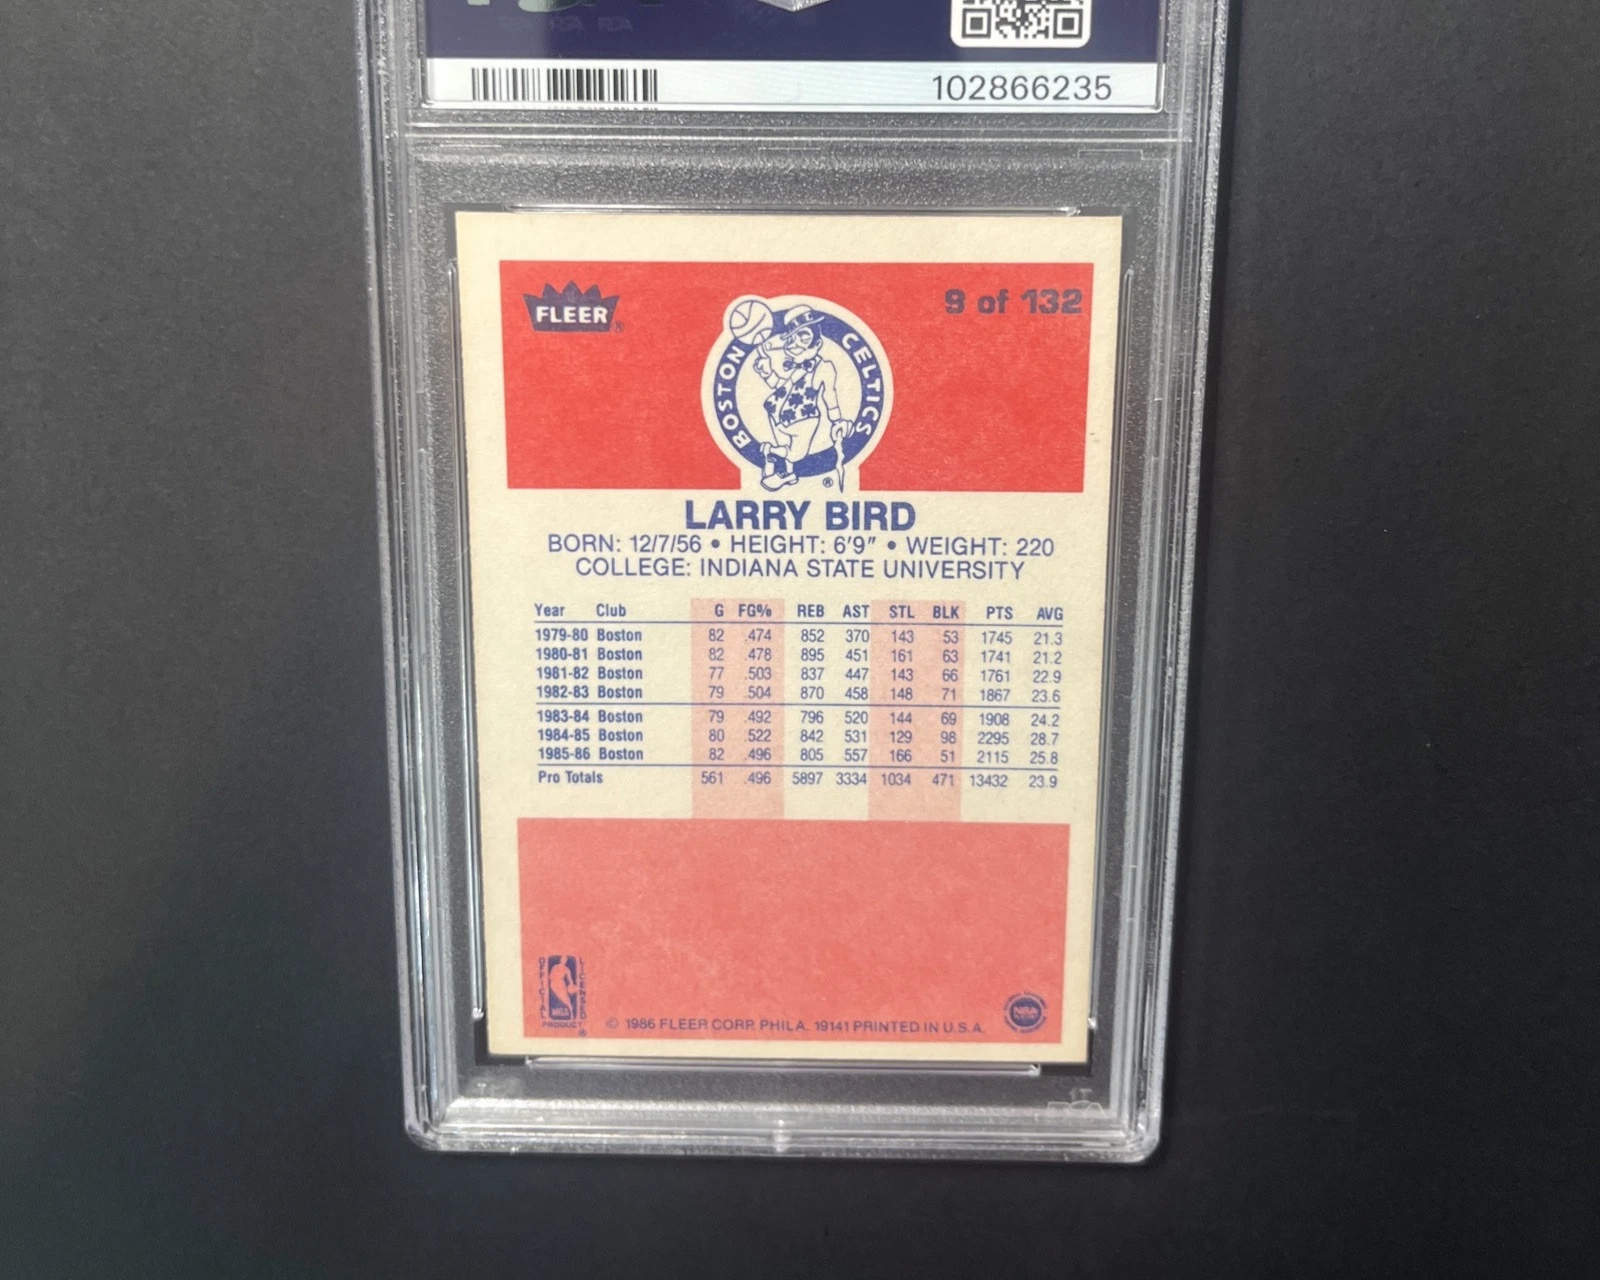 102866235
FLEER ®
9 of 132
BOSTON CELTICS
®
LARRY BIRD
BORN: 12/7/56 • HEIGHT: 6'9" • WEIGHT: 220
COLLEGE: INDIANA STATE UNIVERSITY
Year Club G FG% REB AST STL BLK PTS AVG
1979-80 Boston 82 .474 852 370 143 53 1745 21.3
1980-81 Boston 82 .478 895 451 161 63 1741 21.2
1981-82 Boston 77 .503 837 447 143 66 1761 22.9
1982-83 Boston 79 .504 870 458 148 71 1867 23.6
1983-84 Boston 79 .492 796 520 144 69 1908 24.2
1984-85 Boston 80 .522 842 531 129 98 2295 28.7
1985-86 Boston 82 .496 805 557 166 51 2115 25.8
Pro Totals 561 .496 5897 3334 1034 471 13432 23.9
OFFICIAL LICENSED
NBA
PRODUCT ®
© 1986 FLEER CORP. PHILA. 19141 PRINTED IN U.S.A.
NBA